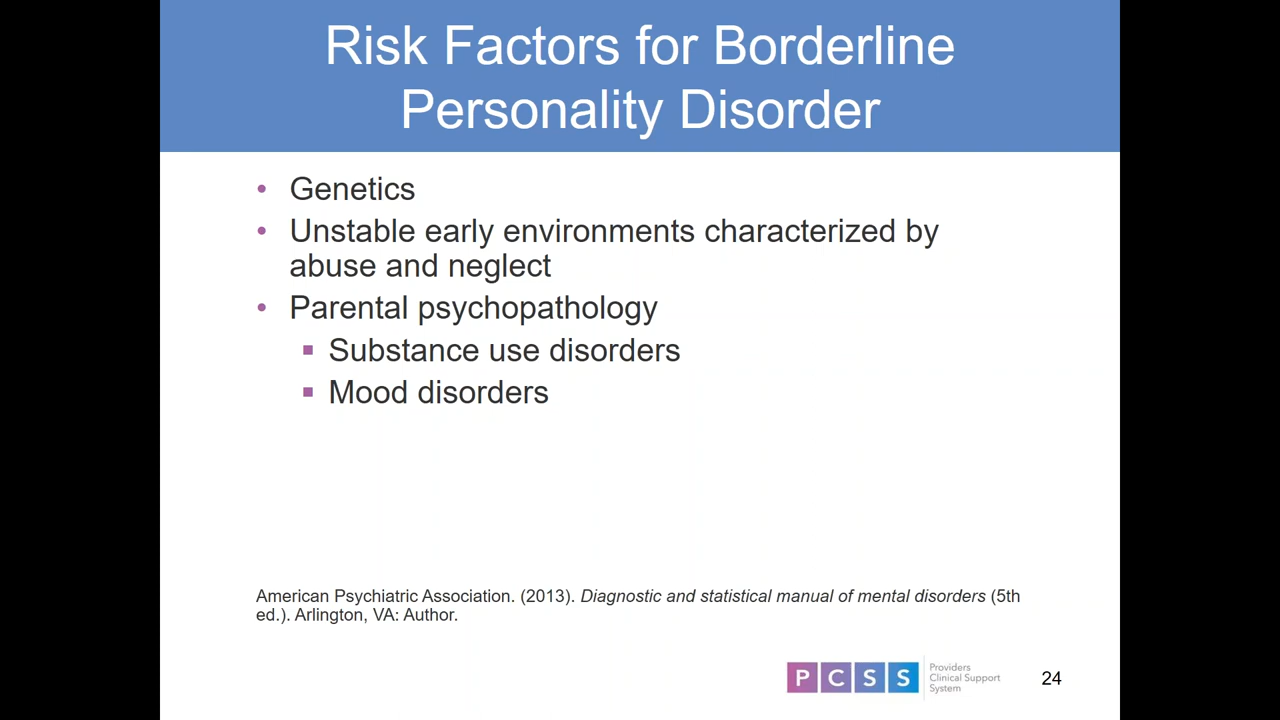 Risk Factors for Borderline
Personality Disorder
• Genetics
• Unstable early environments characterized by
abuse and neglect
• Parental psychopathology
▪ Substance use disorders
▪ Mood disorders
American Psychiatric Association. (2013). Diagnostic and statistical manual of mental disorders (5th
ed.). Arlington, VA: Author.
PCSS
Providers
Clinical Support
System
24